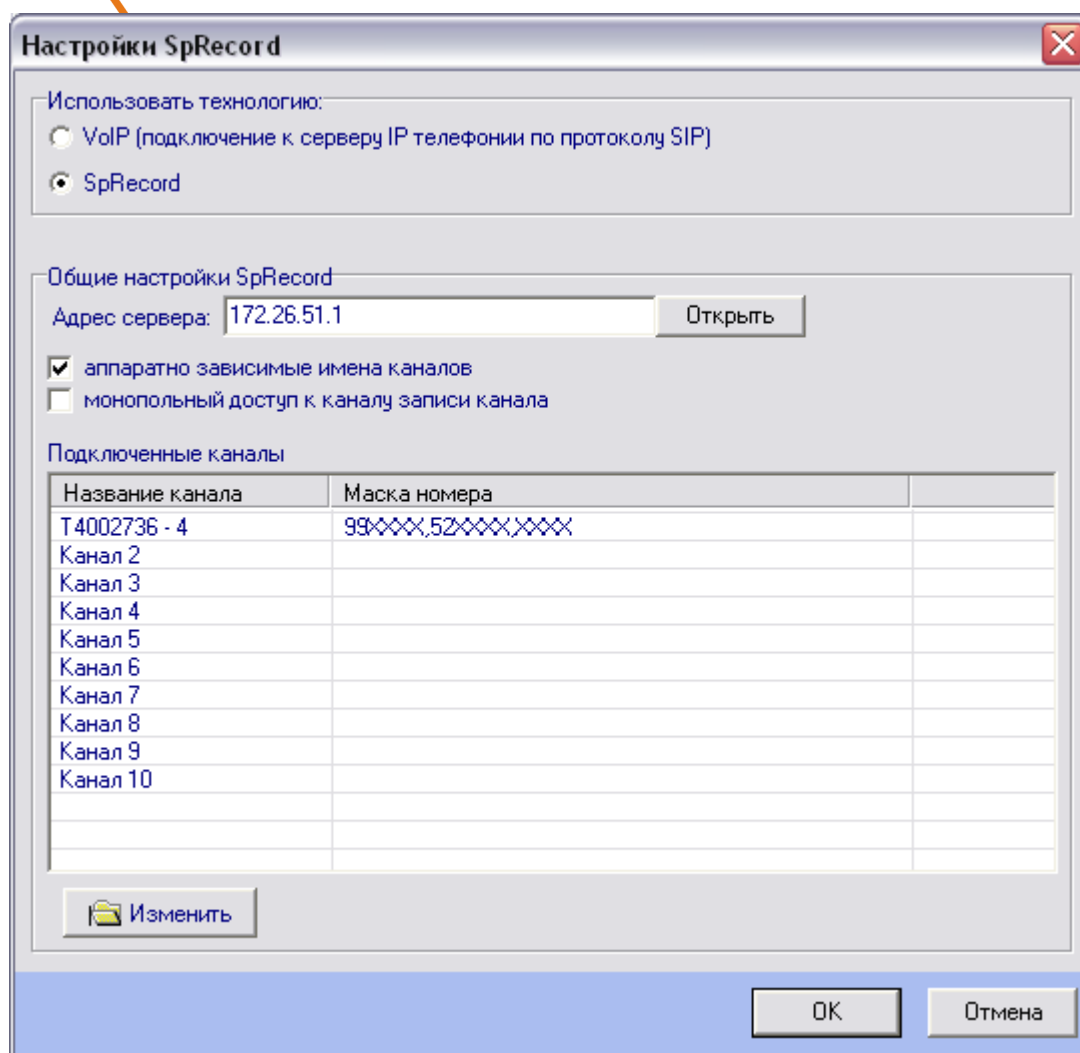 Настройки SpRecord
Использовать технологию:
VoIP (подключение к серверу IP телефонии по протоколу SIP)
SpRecord
Общие настройки SpRecord
Адрес сервера: 172.26.51.1 Открыть
аппаратно зависимые имена каналов
монопольный доступ к каналу записи канала
Подключенные каналы
Название канала Маска номера
T4002736 - 4 99XXXX,52XXXX,XXXX
Канал 2
Канал 3
Канал 4
Канал 5
Канал 6
Канал 7
Канал 8
Канал 9
Канал 10
Изменить
OK Отмена